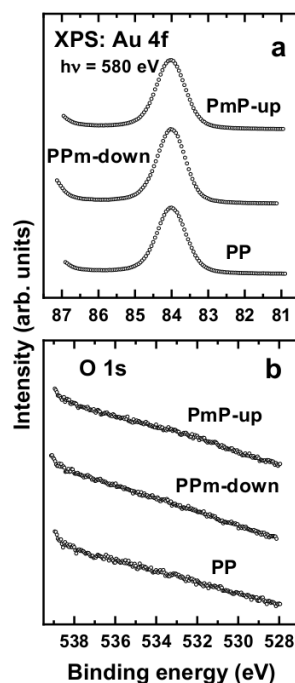 XPS: Au 4f
a
hν = 580 eV
PmP-up
PPm-down
PP
87 86 85 84 83 82 81
Intensity (arb. units)
O 1s
b
PmP-up
PPm-down
PP
538 536 534 532 530 528
Binding energy (eV)